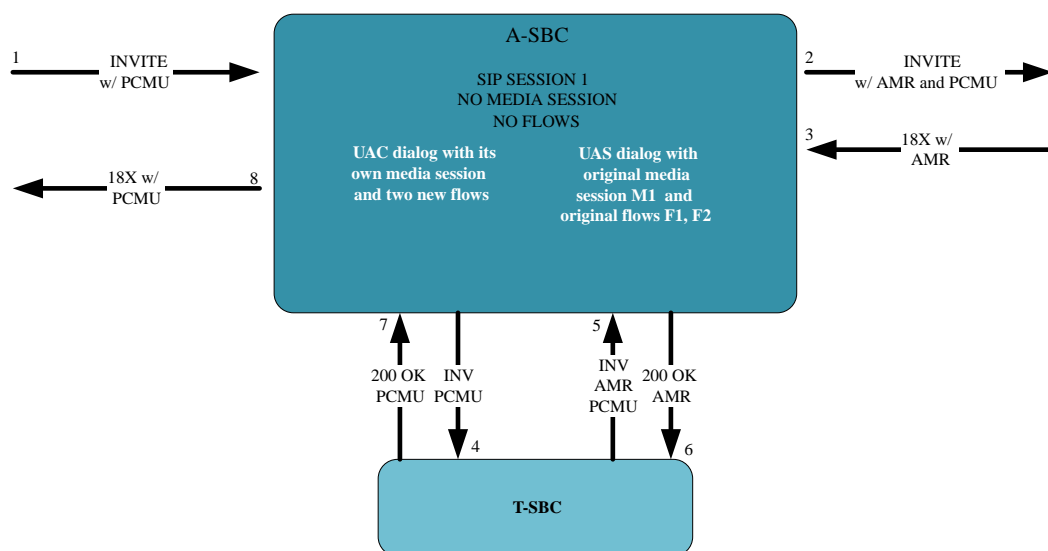 A-SBC
1
INVITE
w/ PCMU
2
INVITE
w/ AMR and PCMU
SIP SESSION 1
NO MEDIA SESSION
NO FLOWS
3
18X w/
AMR
UAC dialog with its
own media session
and two new flows
UAS dialog with
original media
session M1 and
original flows F1, F2
18X w/
PCMU
8
7
5
200 OK
PCMU
INV
PCMU
INV
AMR
PCMU
200 OK
AMR
4
6
T-SBC